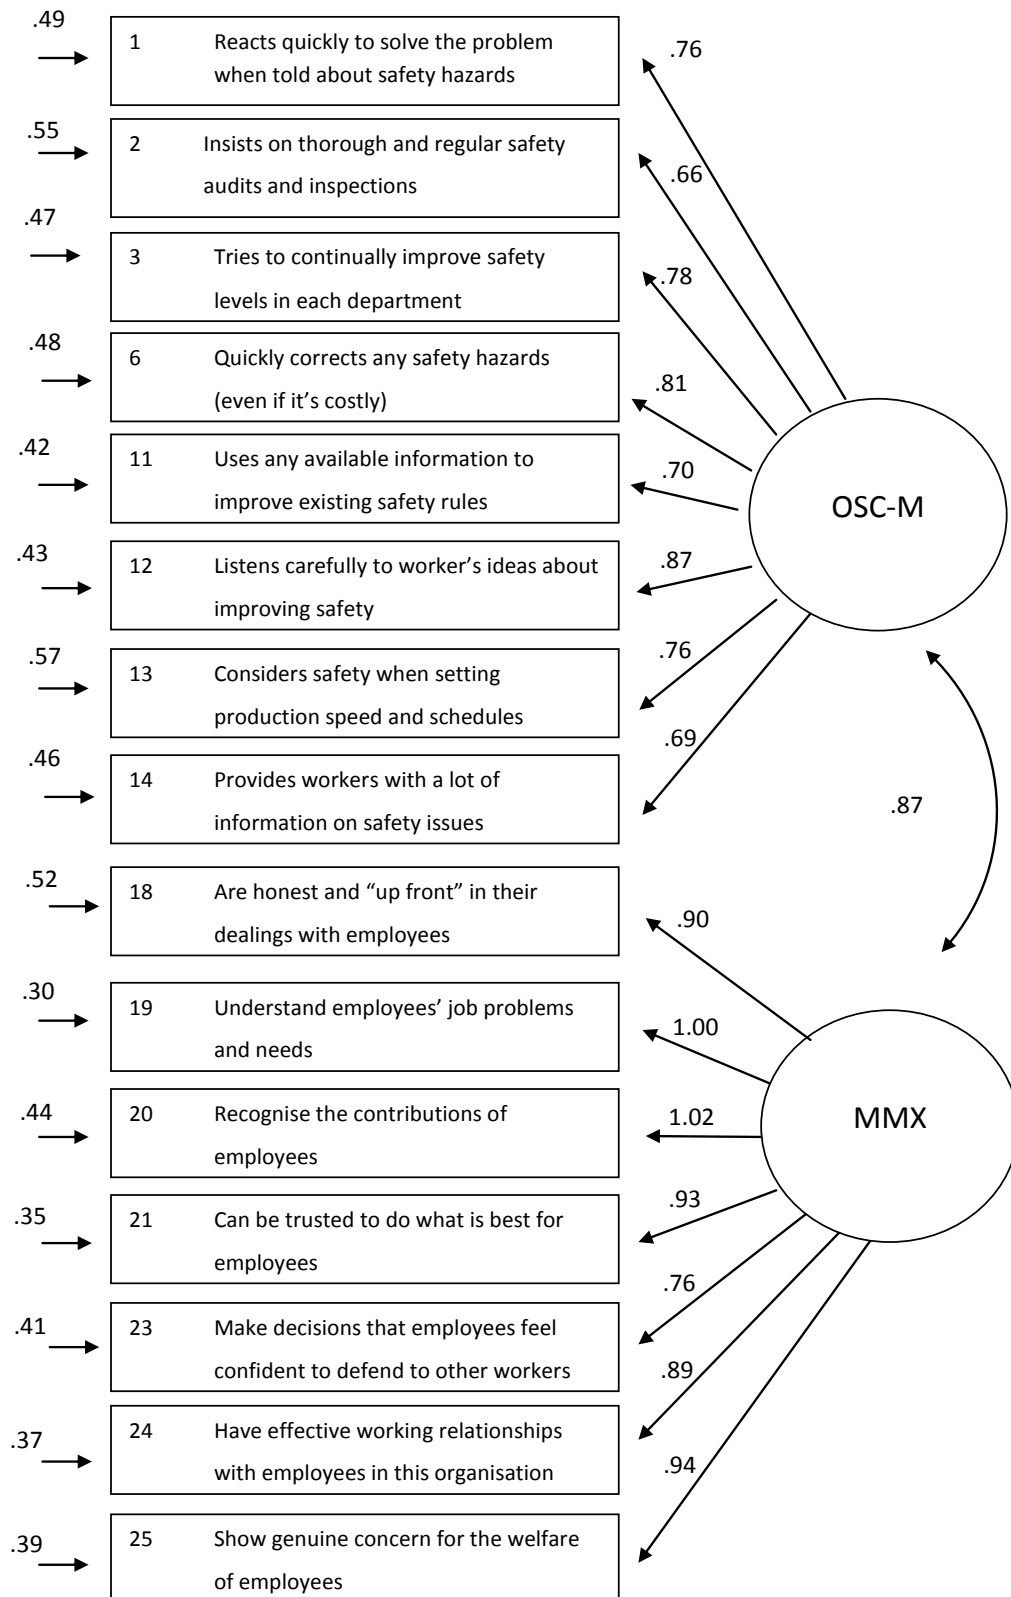 .49
1 Reacts quickly to solve the problem
when told about safety hazards
.76
.55
2 Insists on thorough and regular safety
audits and inspections
.66
.47
3 Tries to continually improve safety
levels in each department
.78
.48
6 Quickly corrects any safety hazards
(even if it's costly)
.81
.42
11 Uses any available information to
improve existing safety rules
.70
OSC-M
.43
12 Listens carefully to worker's ideas about
improving safety
.87
.57
13 Considers safety when setting
production speed and schedules
.76
.46
14 Provides workers with a lot of
information on safety issues
.69
.87
.52
18 Are honest and “up front” in their
dealings with employees
.90
.30
19 Understand employees’ job problems
and needs
1.00
.44
20 Recognise the contributions of
employees
1.02
MMX
.35
21 Can be trusted to do what is best for
employees
.93
.41
23 Make decisions that employees feel
confident to defend to other workers
.76
.37
24 Have effective working relationships
with employees in this organisation
.89
.39
25 Show genuine concern for the welfare
of employees
.94